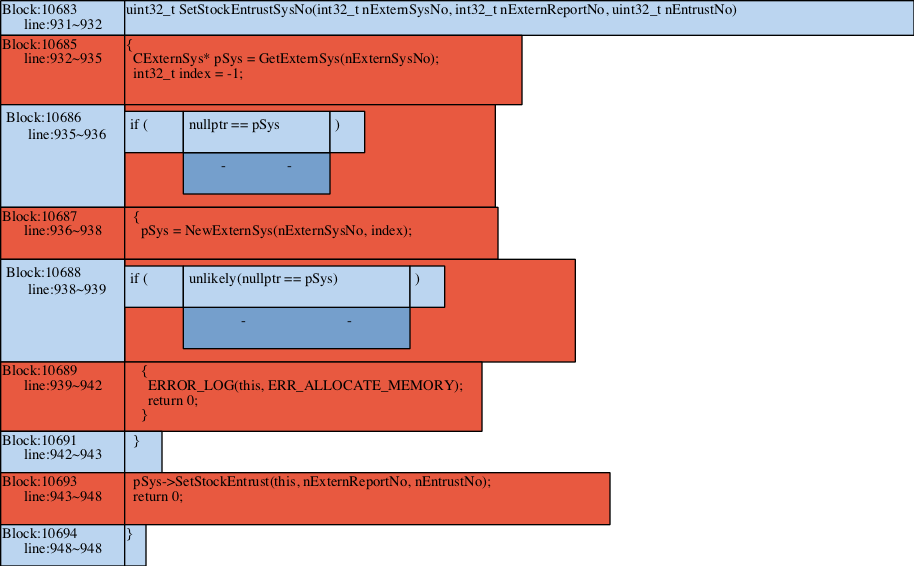 Block:10683 uint32_t SetStockEntrustSysNo(int32_t nExternSysNo, int32_t nExternReportNo, uint32_t nEntrustNo)
line:931~932
Block:10685 {
line:932~935 CExternSys* pSys = GetExternSys(nExternSysNo);
int32_t index = -1;
Block:10686 if ( nullptr == pSys )
line:935~936
- -
Block:10687 {
line:936~938 pSys = NewExternSys(nExternSysNo, index);
Block:10688 if ( unlikely(nullptr == pSys) )
line:938~939
- -
Block:10689 {
line:939~942 ERROR_LOG(this, ERR_ALLOCATE_MEMORY);
return 0;
}
Block:10691 }
line:942~943
Block:10693 pSys->SetStockEntrust(this, nExternReportNo, nEntrustNo);
line:943~948 return 0;
Block:10694 }
line:948~948